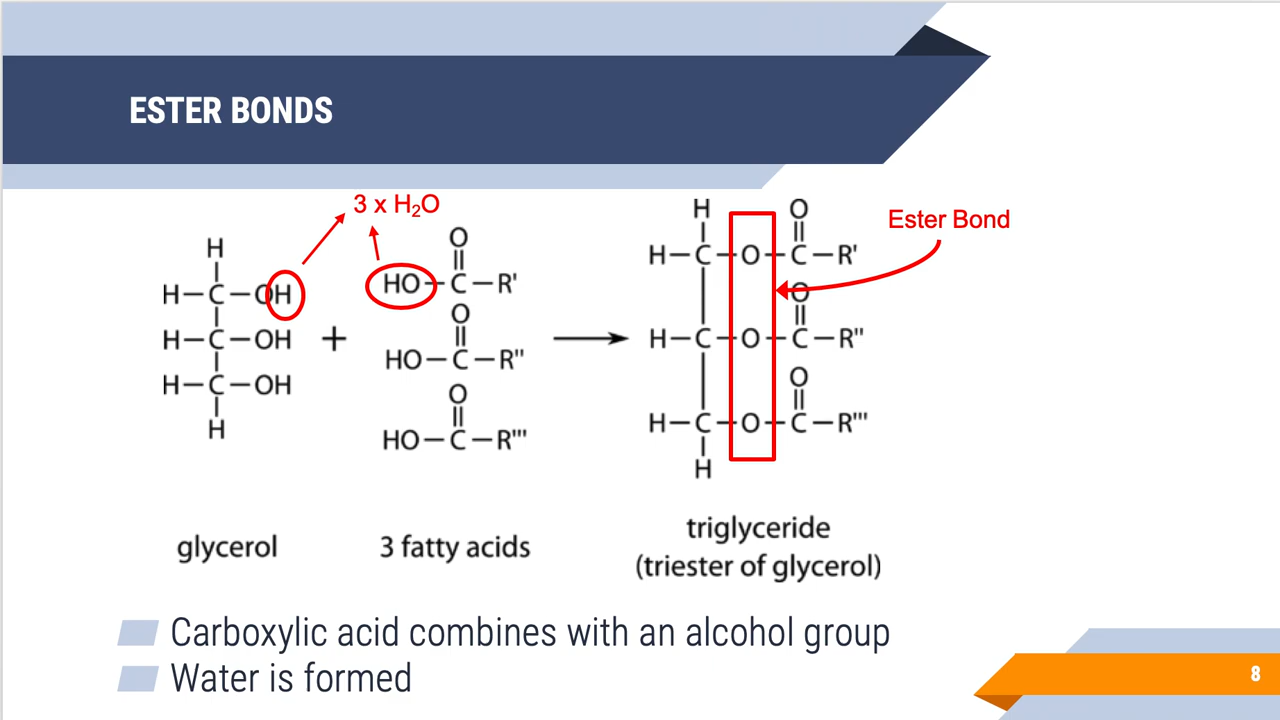 ESTER BONDS
3 x H₂O
Ester Bond
H
H–C–OH
H–C–OH
H–C–OH
H
+
O
HO–C–R'
O
HO–C–R"
O
HO–C–R'''
H
O
H–C–O–C–R'
O
H–C–O–C–R"
O
H–C–O–C–R'''
H
glycerol
3 fatty acids
triglyceride
(triester of glycerol)
Carboxylic acid combines with an alcohol group
Water is formed
8